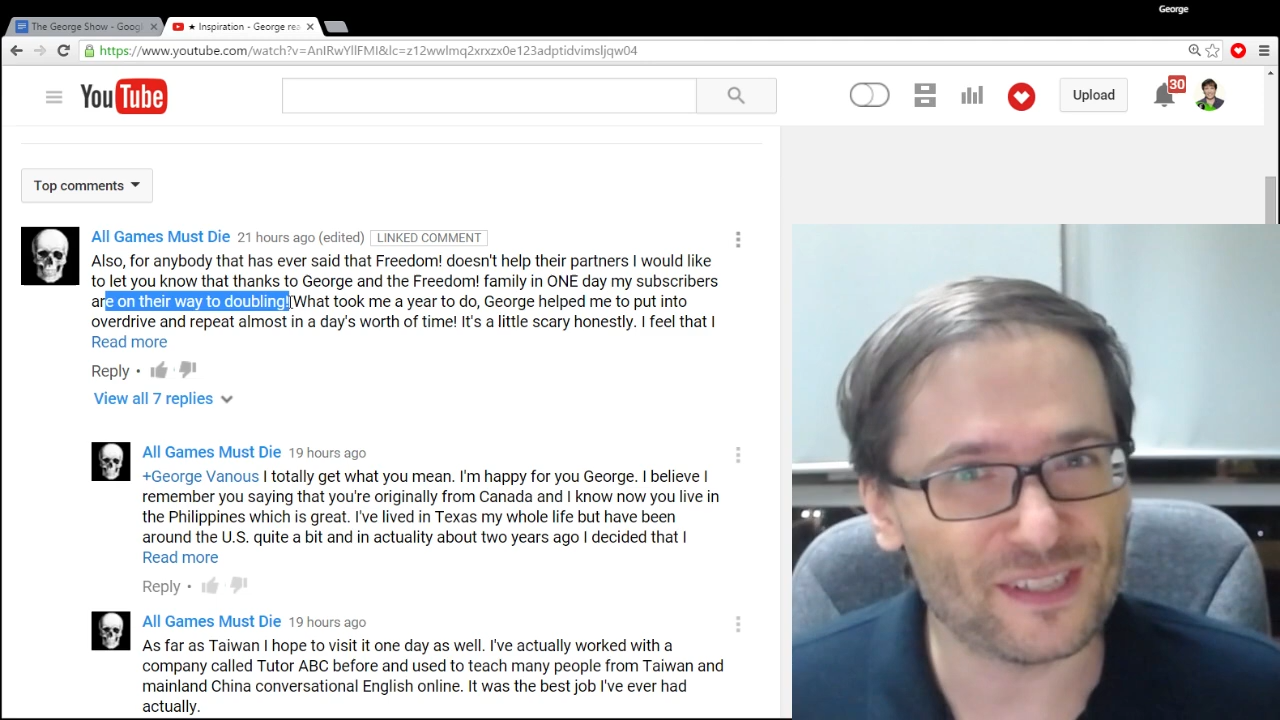 George
The George Show - Googl
★ Inspiration - George rea
https://www.youtube.com/watch?v=AnIRwYllFMI&lc=z12wwlmq2xrxzx0e123adptidvimsljqw04
YouTube
Upload
30
Top comments
All Games Must Die 21 hours ago (edited) LINKED COMMENT
Also, for anybody that has ever said that Freedom! doesn't help their partners I would like
to let you know that thanks to George and the Freedom! family in ONE day my subscribers
are on their way to doubling! What took me a year to do, George helped me to put into
overdrive and repeat almost in a day's worth of time! It's a little scary honestly. I feel that I
Read more
Reply •
View all 7 replies
All Games Must Die 19 hours ago
+George Vanous I totally get what you mean. I'm happy for you George. I believe I
remember you saying that you're originally from Canada and I know now you live in
the Philippines which is great. I've lived in Texas my whole life but have been
around the U.S. quite a bit and in actuality about two years ago I decided that I
Read more
Reply •
All Games Must Die 19 hours ago
As far as Taiwan I hope to visit it one day as well. I've actually worked with a
company called Tutor ABC before and used to teach many people from Taiwan and
mainland China conversational English online. It was the best job I've ever had
actually.